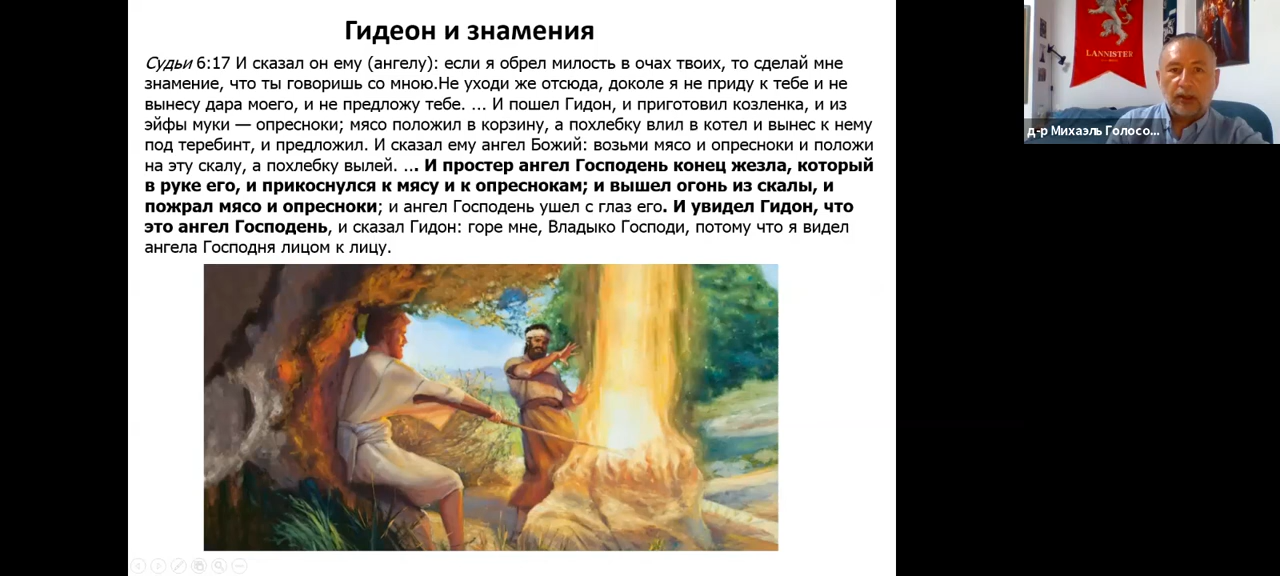 Гидеон и знамения
Судьи 6:17 И сказал он ему (ангелу): если я обрел милость в очах твоих, то сделай мне
знамение, что ты говоришь со мною.Не уходи же отсюда, доколе я не приду к тебе и не
вынесу дара моего, и не предложу тебе. ... И пошел Гидон, и приготовил козленка, и из
эйфы муки — опресноки; мясо положил в корзину, а похлебку влил в котел и вынес к нему
под теребинт, и предложил. И сказал ему ангел Божий: возьми мясо и опресноки и положи
на эту скалу, а похлебку вылей. ... И простер ангел Господень конец жезла, который
в руке его, и прикоснулся к мясу и к опреснокам; и вышел огонь из скалы, и
пожрал мясо и опресноки; и ангел Господень ушел с глаз его. И увидел Гидон, что
это ангел Господень, и сказал Гидон: горе мне, Владыко Господи, потому что я видел
ангела Господня лицом к лицу.
LANNISTER
д-р Михаэль Голосо...